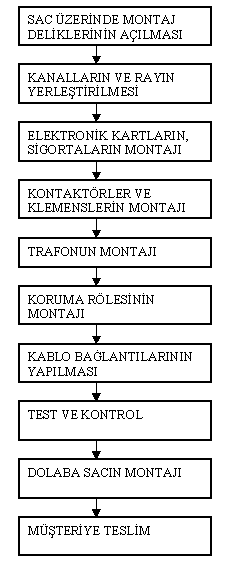 SAC ÜZERİNDE MONTAJ
DELİKLERİNİN AÇILMASI
KANALLARIN VE RAYIN
YERLEŞTİRİLMESİ
ELEKTRONİK KARTLARIN,
SİGORTALARIN MONTAJI
KONTAKTÖRLER VE
KLEMENSLERİN MONTAJI
TRAFONUN MONTAJI
KORUMA RÖLESİNİN
MONTAJI
KABLO BAĞLANTILARININ
YAPILMASI
TEST VE KONTROL
DOLABA SACIN MONTAJI
MÜŞTERİYE TESLİM